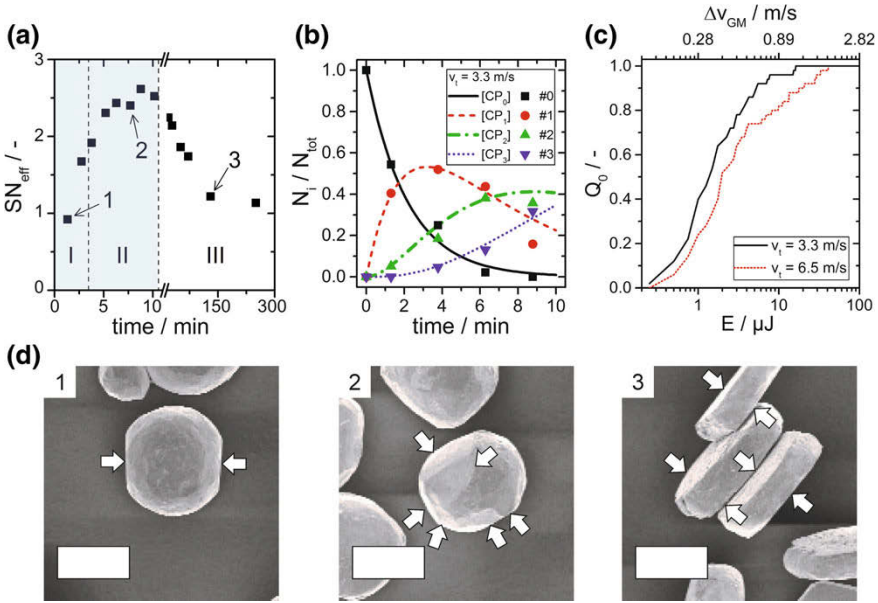 (a)
3
2
1
0
SN_eff / -
1
2
3
I
II
III
0
5
10
150
300
time / min
(b)
1.0
0.8
0.6
0.4
0.2
0.0
N_i / N_tot
v_t = 3.3 m/s
[CP_0] #0
[CP_1] #1
[CP_2] #2
[CP_3] #3
0
2
4
6
8
10
time / min
(c)
Δv_GM / m/s
0.28
0.89
2.82
1.0
0.8
0.6
0.4
0.2
0.0
Q_0 / -
v_t = 3.3 m/s
v_t = 6.5 m/s
1
10
100
E / µJ
(d)
1
2
3